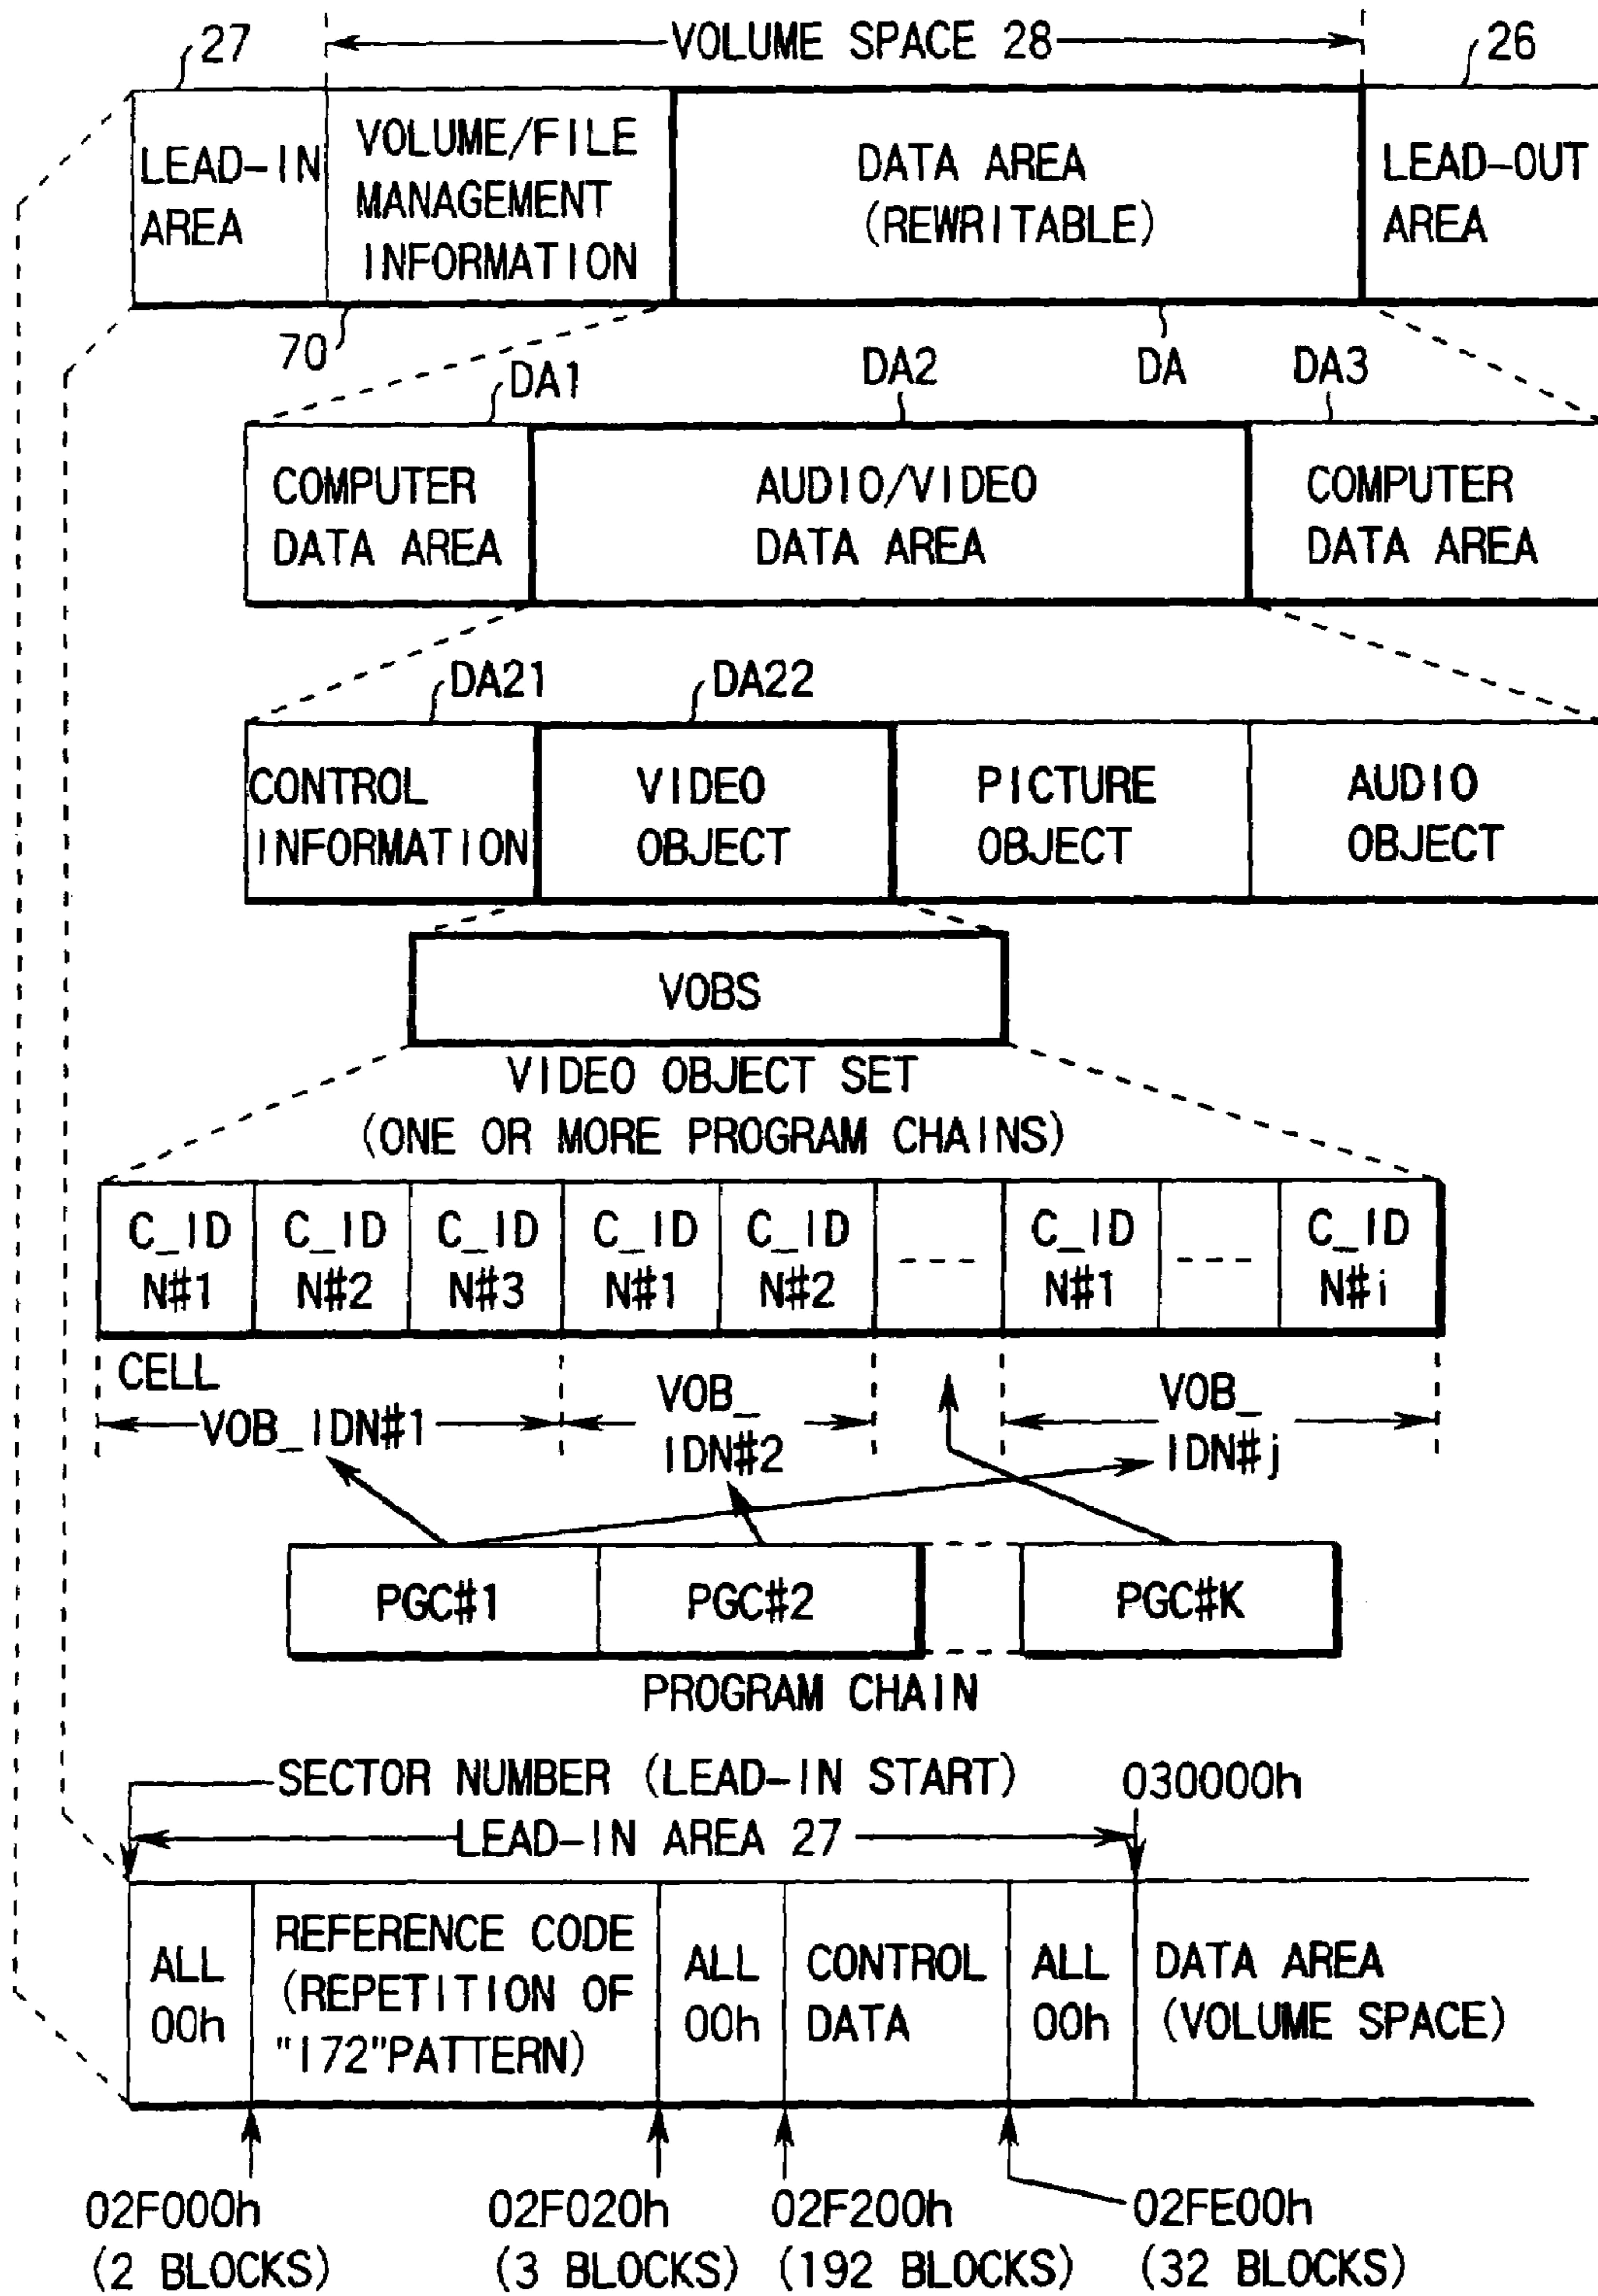 27
VOLUME SPACE 28
26
LEAD-IN
AREA
VOLUME/FILE
MANAGEMENT
INFORMATION
DATA AREA
(REWRITABLE)
LEAD-OUT
AREA
70
DA1
DA2
DA
DA3
COMPUTER
DATA AREA
AUDIO/VIDEO
DATA AREA
COMPUTER
DATA AREA
DA21
DA22
CONTROL
INFORMATION
VIDEO
OBJECT
PICTURE
OBJECT
AUDIO
OBJECT
VOBS
VIDEO OBJECT SET
(ONE OR MORE PROGRAM CHAINS)
C_ID
N#1
C_ID
N#2
C_ID
N#3
C_ID
N#1
C_ID
N#2
----
C_ID
N#1
----
C_ID
N#i
CELL
VOB_IDN#1
VOB_
IDN#2
VOB_
IDN#j
PGC#1
PGC#2
PGC#K
PROGRAM CHAIN
SECTOR NUMBER (LEAD-IN START)
030000h
LEAD-IN AREA 27
ALL
00h
REFERENCE CODE
(REPETITION OF
"172"PATTERN)
ALL
00h
CONTROL
DATA
ALL
00h
DATA AREA
(VOLUME SPACE)
02F000h
(2 BLOCKS)
02F020h
(3 BLOCKS)
02F200h
(192 BLOCKS)
02FE00h
(32 BLOCKS)